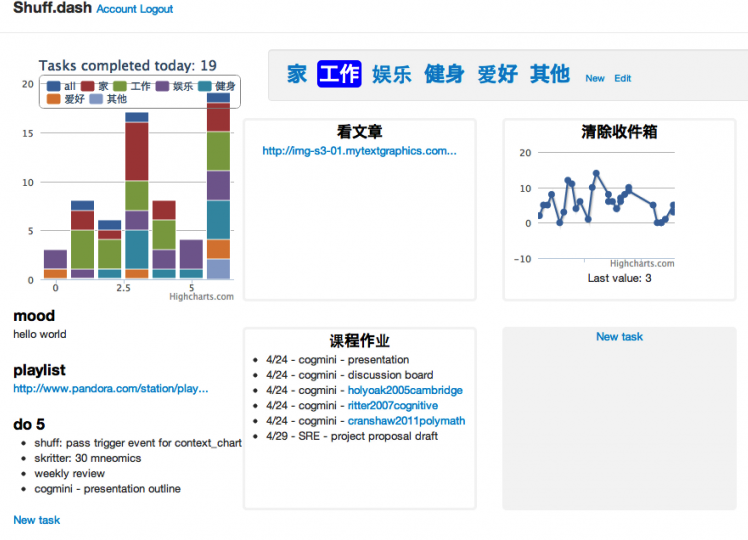 Shuff.dash Account Logout
Tasks completed today: 19
all 家 工作 娱乐 健身
爱好 其他
20
15
10
5
0
0 2.5 5
Highcharts.com
家 工作 娱乐 健身 爱好 其他 New Edit
看文章
http://img-s3-01.mytextgraphics.com...
清除收件箱
20
10
0
-10
Highcharts.com
Last value: 3
mood
hello world
playlist
http://www.pandora.com/station/play...
do 5
shuff: pass trigger event for context_chart
skritter: 30 mneomics
weekly review
cogmini - presentation outline
New task
课程作业
4/24 - cogmini - presentation
4/24 - cogmini - discussion board
4/24 - cogmini - holyoak2005cambridge
4/24 - cogmini - ritter2007cognitive
4/24 - cogmini - cranshaw2011polymath
4/29 - SRE - project proposal draft
New task